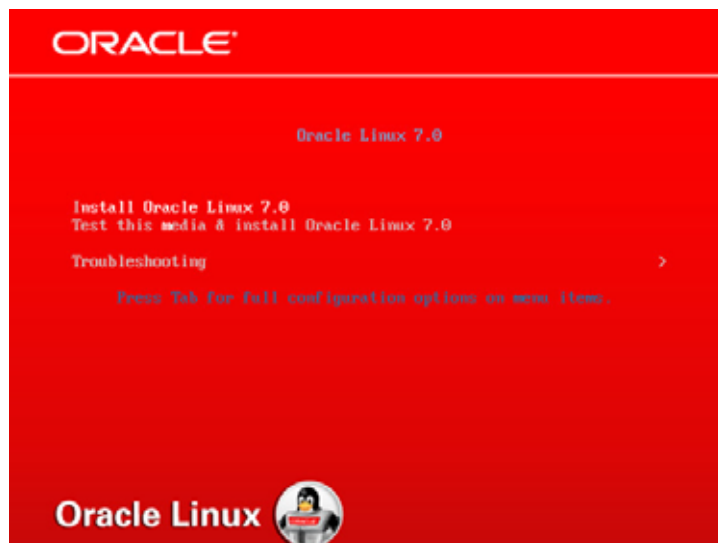 ORACLE
Oracle Linux 7.0
Install Oracle Linux 7.0
Test this media & install Oracle Linux 7.0
Troubleshooting >
Press Tab for full configuration options on menu items.
Oracle Linux